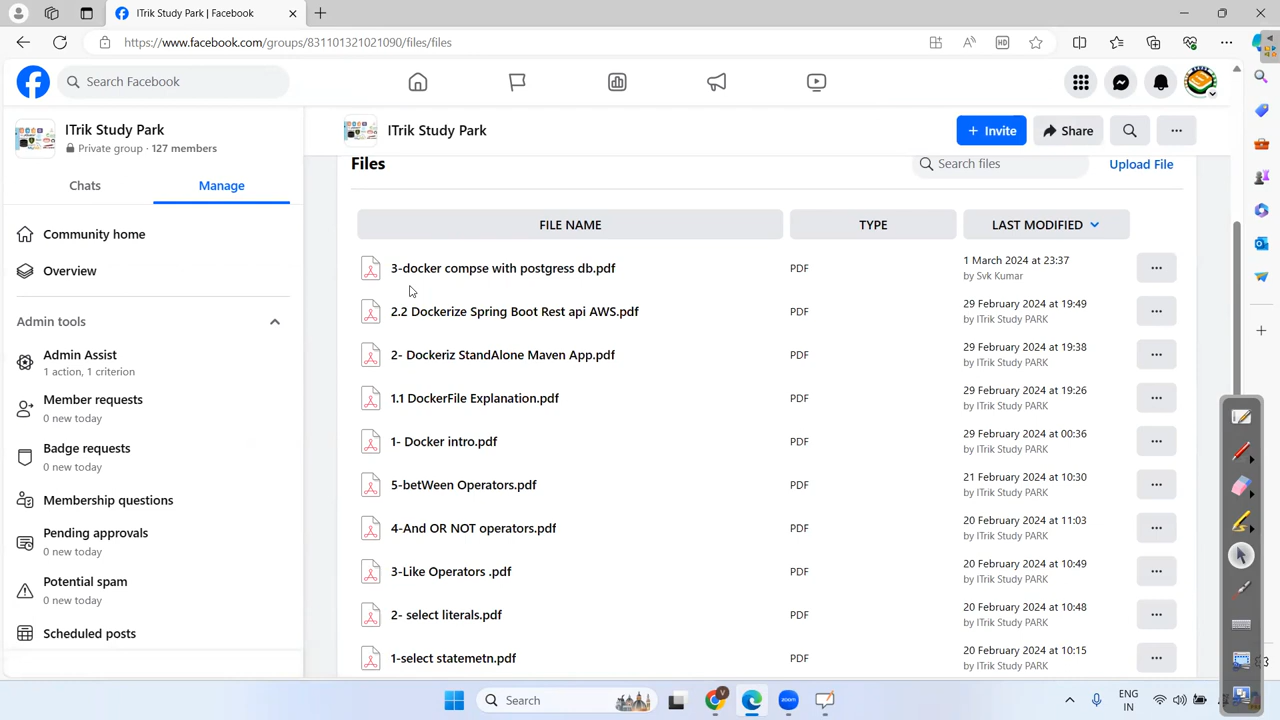 ITrik Study Park | Facebook
https://www.facebook.com/groups/831101321021090/files/files
Search Facebook
ITrik Study Park
Private group · 127 members
Chats
Manage
Community home
Overview
Admin tools
Admin Assist
1 action, 1 criterion
Member requests
0 new today
Badge requests
0 new today
Membership questions
Pending approvals
0 new today
Potential spam
0 new today
Scheduled posts
ITrik Study Park
+ Invite
Share
Files
Search files
Upload File
FILE NAME
TYPE
LAST MODIFIED
3-docker compse with postgress db.pdf
PDF
1 March 2024 at 23:37
by Svk Kumar
2.2 Dockerize Spring Boot Rest api AWS.pdf
PDF
29 February 2024 at 19:49
by ITrik Study PARK
2- Dockeriz StandAlone Maven App.pdf
PDF
29 February 2024 at 19:38
by ITrik Study PARK
1.1 DockerFile Explanation.pdf
PDF
29 February 2024 at 19:26
by ITrik Study PARK
1- Docker intro.pdf
PDF
29 February 2024 at 00:36
by ITrik Study PARK
5-betWeen Operators.pdf
PDF
21 February 2024 at 10:30
by ITrik Study PARK
4-And OR NOT operators.pdf
PDF
20 February 2024 at 11:03
by ITrik Study PARK
3-Like Operators .pdf
PDF
20 February 2024 at 10:49
by ITrik Study PARK
2- select literals.pdf
PDF
20 February 2024 at 10:48
by ITrik Study PARK
1-select statemetn.pdf
PDF
20 February 2024 at 10:15
by ITrik Study PARK
Search
V
zoom
ENG
IN